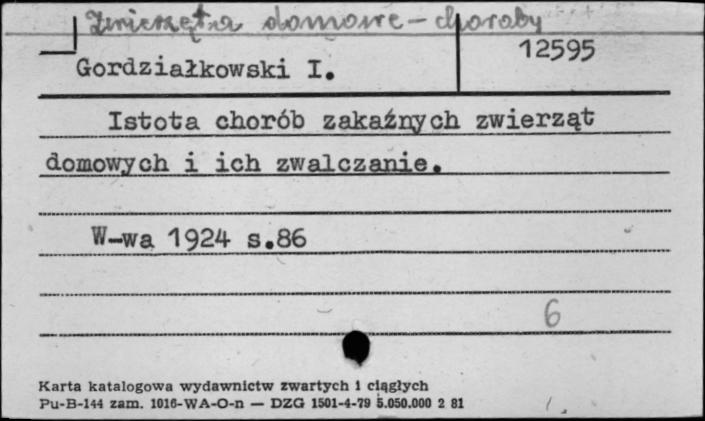 Zwierzęta domowe - choroby
12595
Gordziałkowski I.
Istota chorób zakaźnych zwierząt
domowych i ich zwalczanie.
W-wa 1924 s.86
6
Karta katalogowa wydawnictw zwartych i ciągłych
Pu-B-144 zam. 1016-WA-O-n — DZG 1501-4-79 5.050.000 2 81